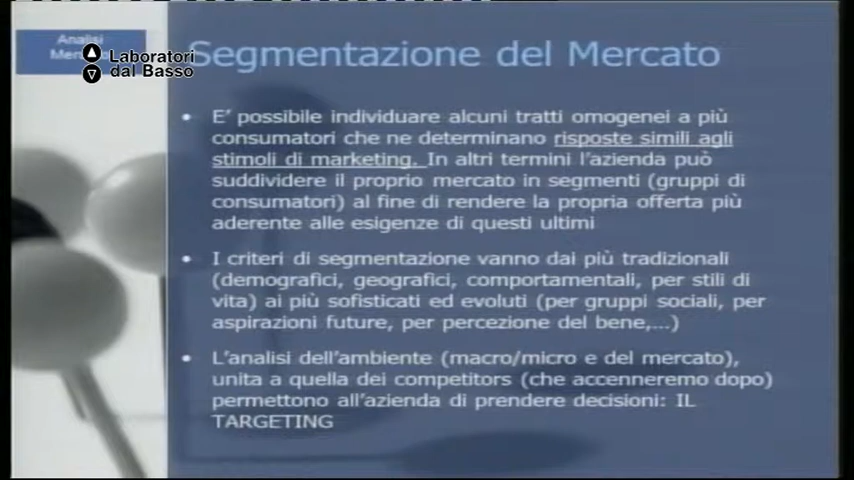 Analisi
Mercato
Laboratori
dal Basso
Segmentazione del Mercato
• E' possibile individuare alcuni tratti omogenei a più
consumatori che ne determinano risposte simili agli
stimoli di marketing. In altri termini l'azienda può
suddividere il proprio mercato in segmenti (gruppi di
consumatori) al fine di rendere la propria offerta più
aderente alle esigenze di questi ultimi
• I criteri di segmentazione vanno dai più tradizionali
(demografici, geografici, comportamentali, per stili di
vita) ai più sofisticati ed evoluti (per gruppi sociali, per
aspirazioni future, per percezione del bene,...)
• L'analisi dell'ambiente (macro/micro e del mercato),
unita a quella dei competitors (che accenneremo dopo)
permettono all'azienda di prendere decisioni: IL
TARGETING